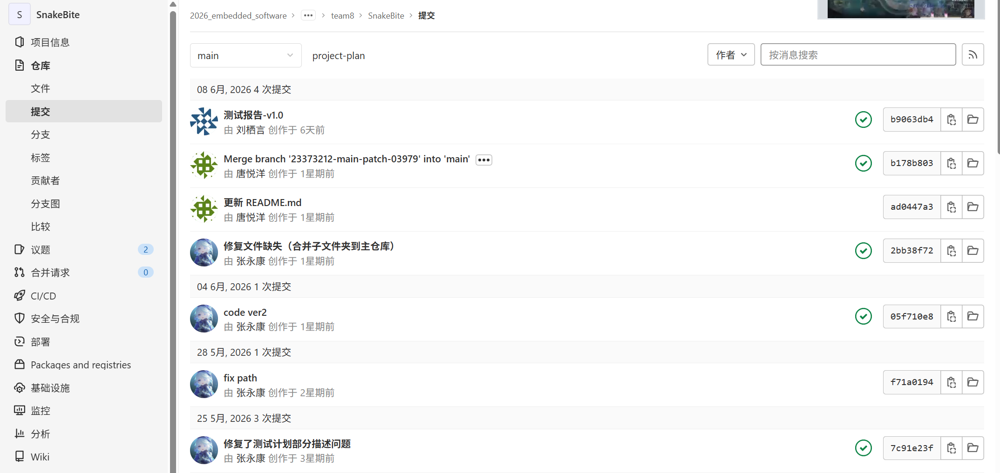 S SnakeBite
项目信息
仓库
文件
提交
分支
标签
贡献者
分支图
比较
议题 2
合并请求 0
CI/CD
安全与合规
部署
Packages and registries
基础设施
监控
分析
Wiki
2026_embedded_software > ••• > team8 > SnakeBite > 提交
main project-plan 作者 按消息搜索
08 6月, 2026 4 次提交
测试报告-v1.0
由 刘栖言 创作于 6天前
b9063db4
Merge branch '23373212-main-patch-03979' into 'main' •••
由 唐悦洋 创作于 1星期前
b178b803
更新 README.md
由 唐悦洋 创作于 1星期前
ad0447a3
修复文件缺失（合并子文件夹到主仓库）
由 张永康 创作于 1星期前
2bb38f72
04 6月, 2026 1 次提交
code ver2
由 张永康 创作于 1星期前
05f710e8
28 5月, 2026 1 次提交
fix path
由 张永康 创作于 2星期前
f71a0194
25 5月, 2026 3 次提交
修复了测试计划部分描述问题
由 张永康 创作于 3星期前
7c91e23f